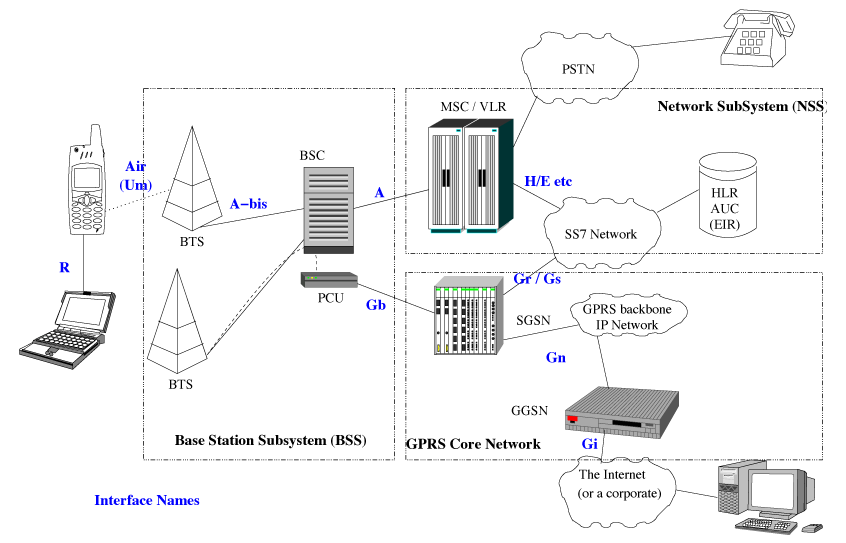 PSTN
MSC / VLR
Network SubSystem (NSS)
BSC
Air
(Um)
A
H/E etc
HLR
AUC
(EIR)
A-bis
BTS
SS7 Network
R
Gr / Gs
PCU
Gb
SGSN
GPRS backbone
IP Network
Gn
BTS
GGSN
Base Station Subsystem (BSS)
GPRS Core Network
Gi
The Internet
(or a corporate)
Interface Names